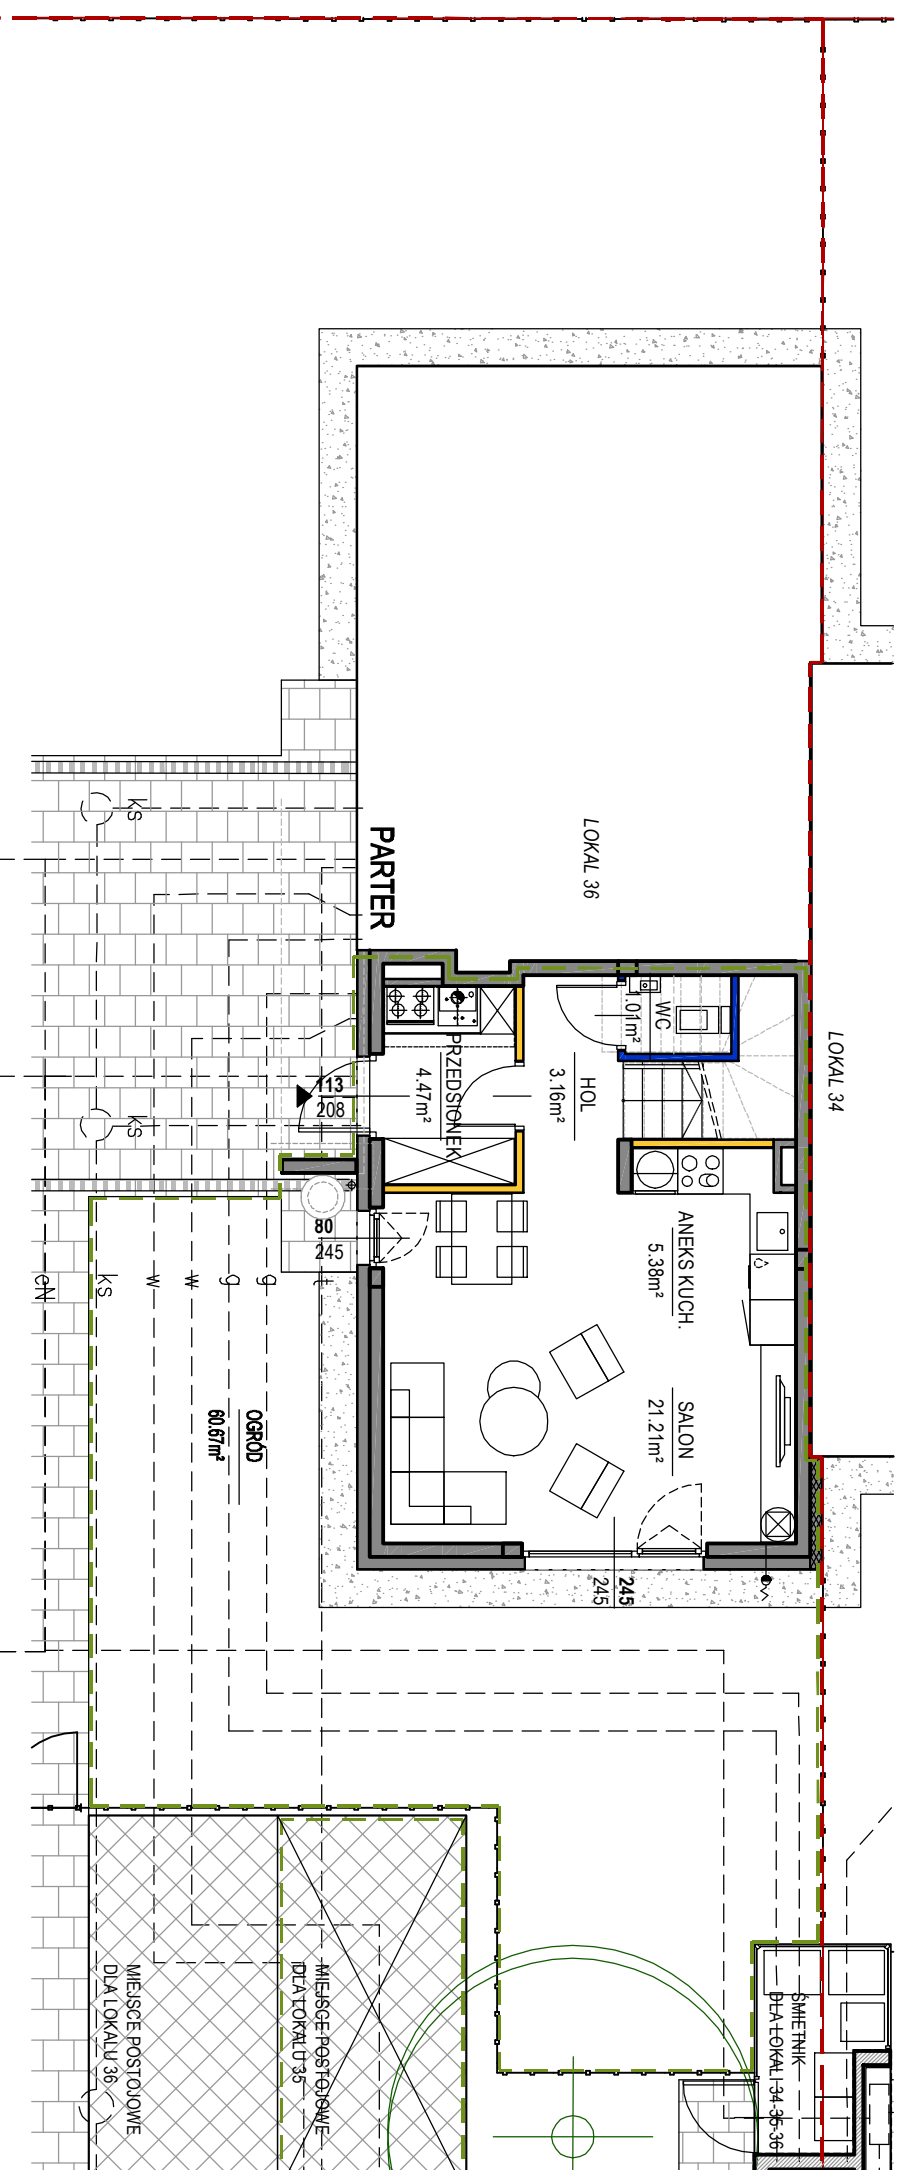 LOKAL 36
PARTER
LOKAL 34
WC
1.01m²
HOL
3.16m²
PRZEDSIONEK
4.47m²
113
208
80
245
ANEKS KUCH.
5.38m²
SALON
21.21m²
245
245
OGRÓD
60.67m²
ks
ks
eN
ks
w
w
g
g
t
MIEJSCE POSTOJOWE
DLA LOKALU 36
MIEJSCE POSTOJOWE
DLA LOKALU 35
ŚMIETNIK
DLA LOKALI 34-35-36